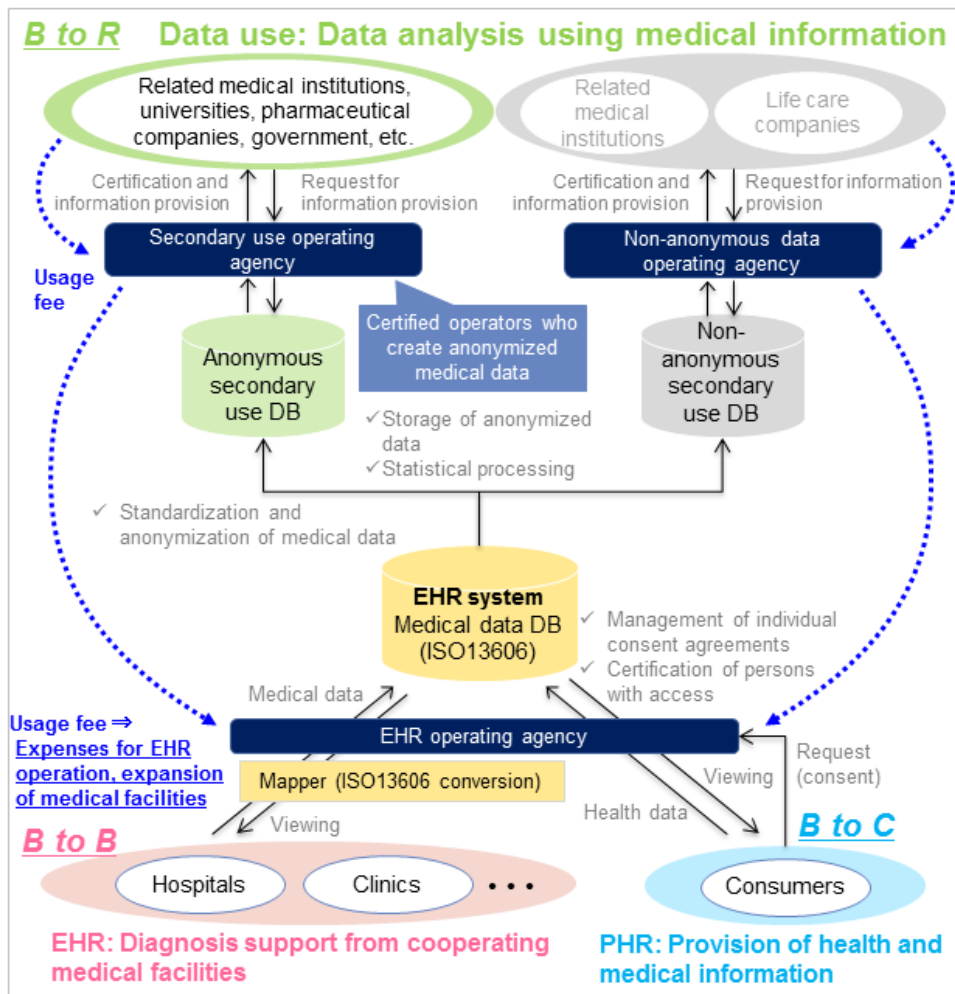 B to R Data use: Data analysis using medical information
Related medical institutions,
universities, pharmaceutical
companies, government, etc.
Related
medical
institutions
Life care
companies
Certification and
information provision
Request for
information provision
Certification and
information provision
Request for information
provision
Secondary use operating
agency
Non-anonymous data
operating agency
Usage
fee
Certified operators who
create anonymized
medical data
Anonymous
secondary
use DB
Non-
anonymous
secondary
use DB
✓Storage of anonymized
data
✓Statistical processing
✓ Standardization and
anonymization of medical data
EHR system
Medical data DB
(ISO13606)
✓ Management of individual
consent agreements
✓ Certification of persons
with access
Medical data
Usage fee ⇒
Expenses for EHR
operation, expansion
of medical facilities
EHR operating agency
Mapper (ISO13606 conversion)
Request
(consent)
Viewing
Health data
Viewing
B to B
B to C
Hospitals
Clinics
• • •
Consumers
EHR: Diagnosis support from cooperating
medical facilities
PHR: Provision of health and
medical information